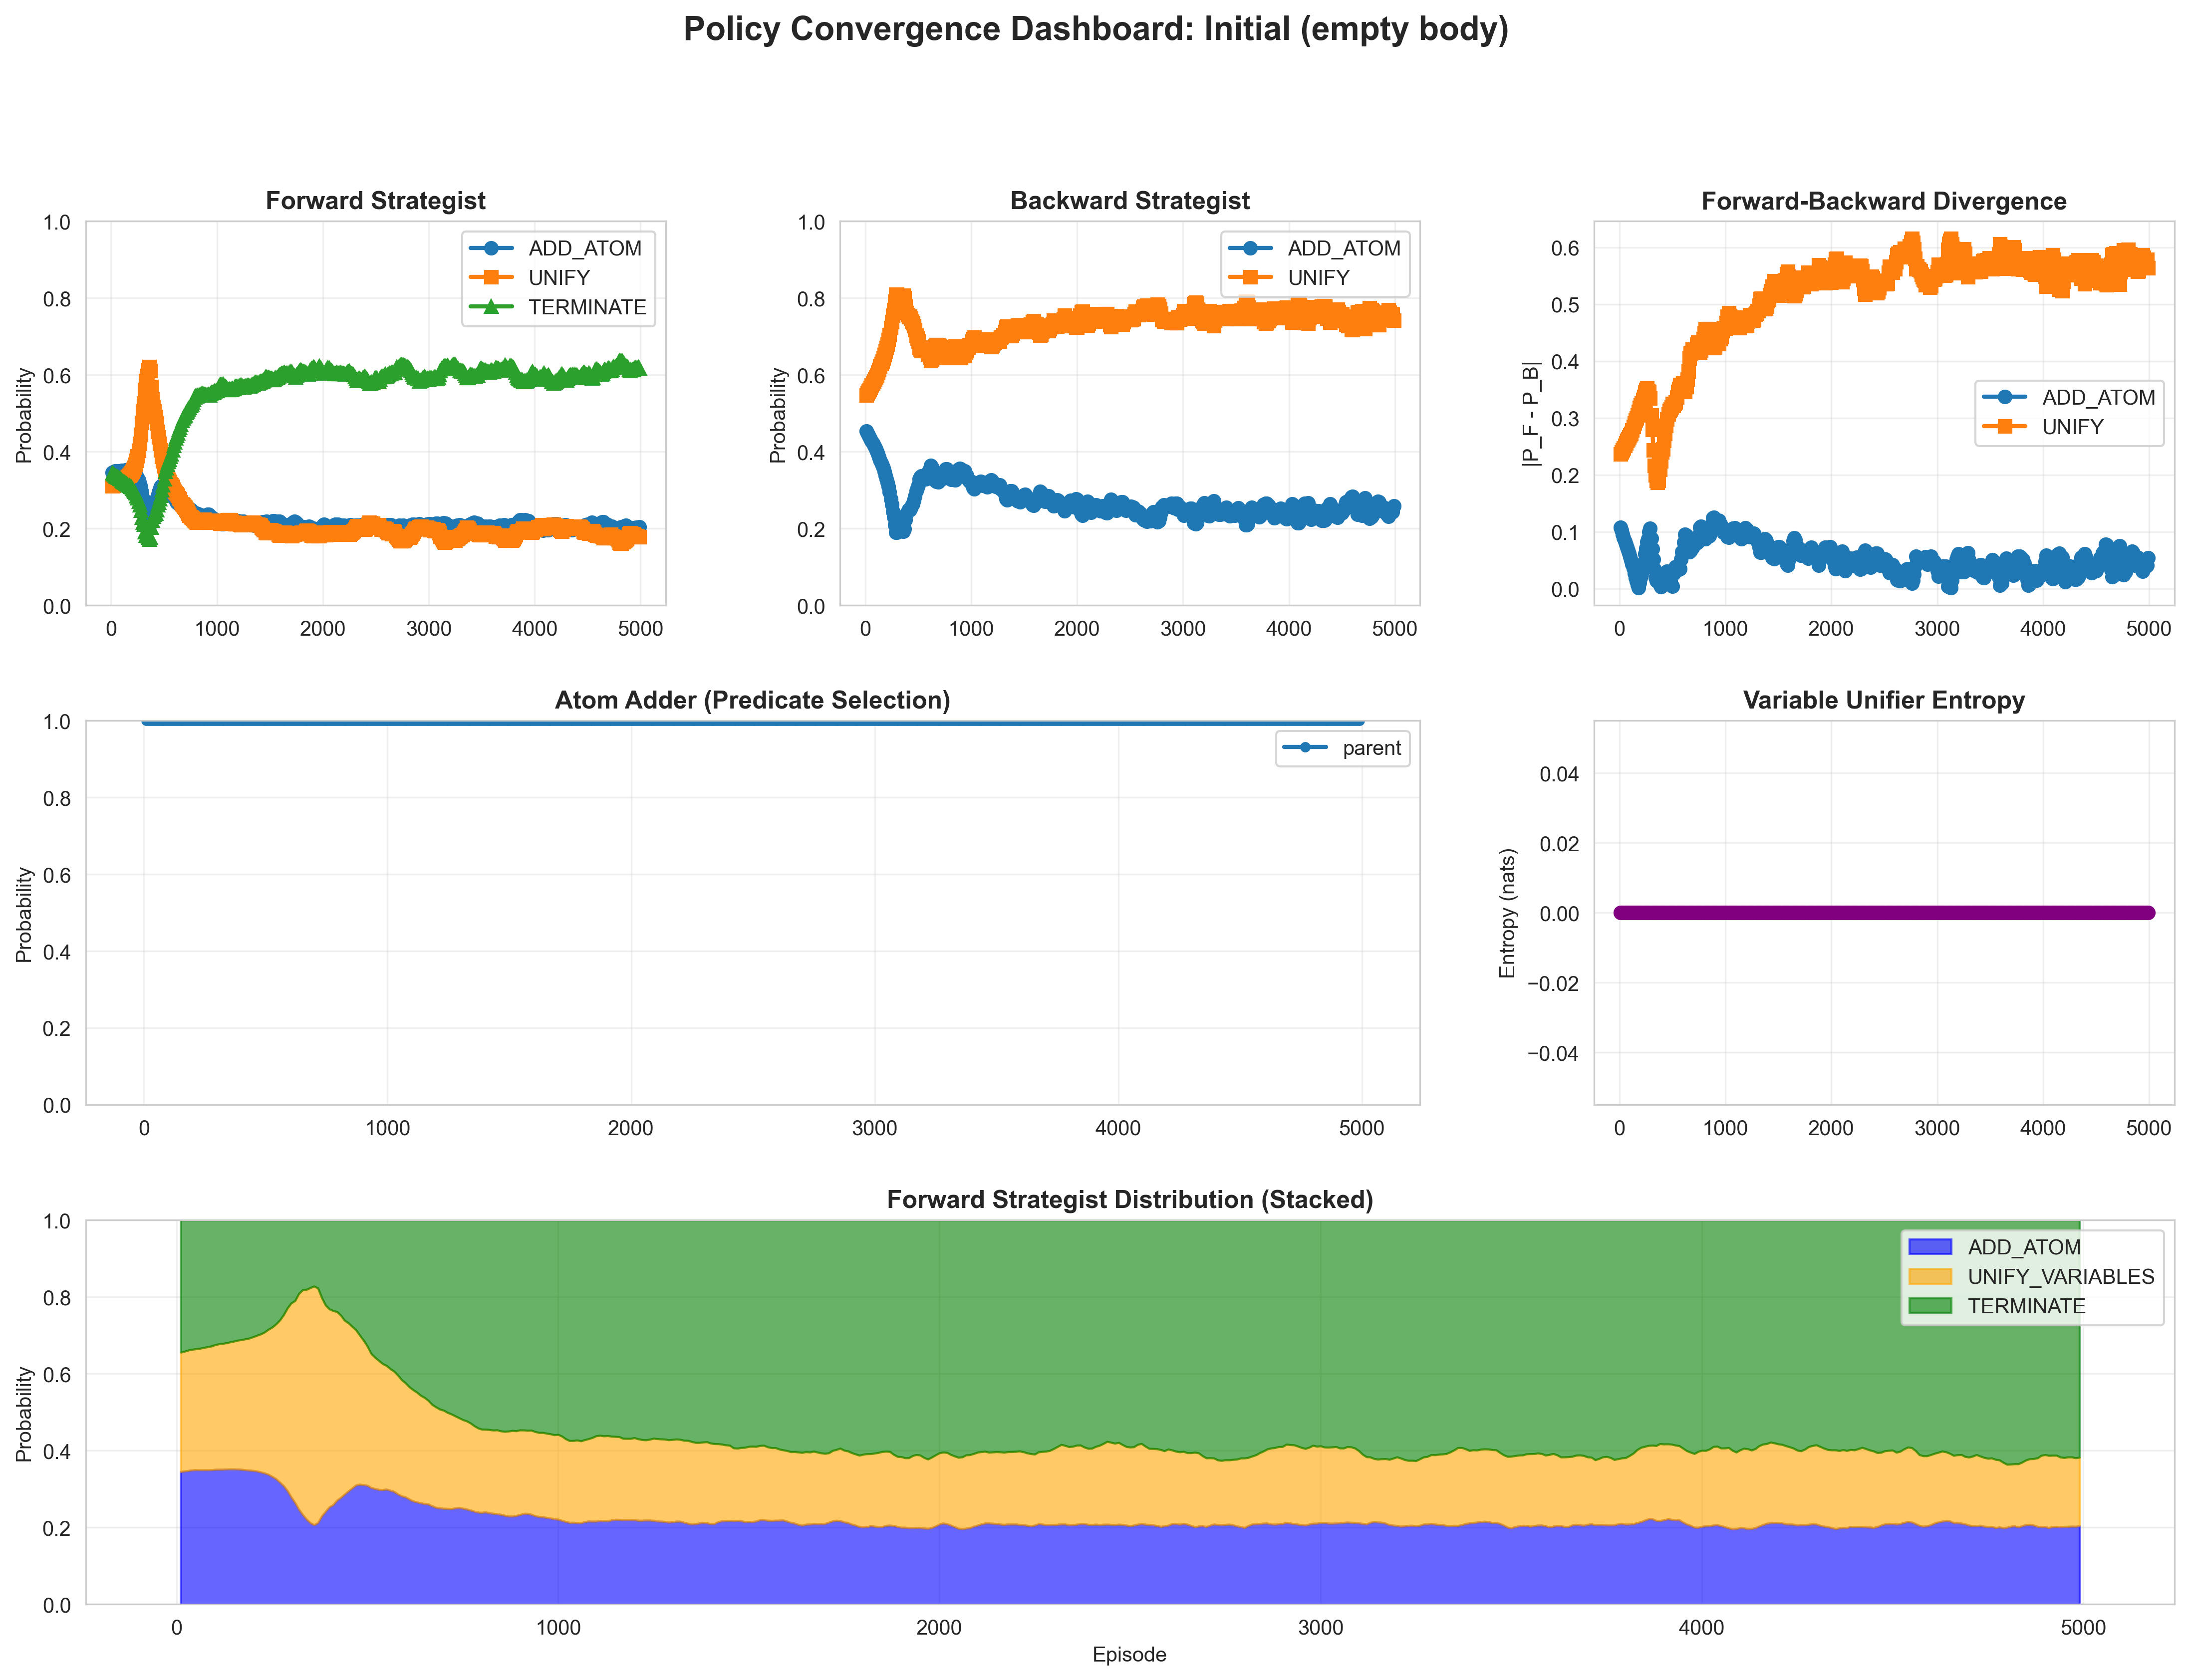 Policy Convergence Dashboard: Initial (empty body)
Forward Strategist
Probability
1.0
0.8
0.6
0.4
0.2
0.0
0 1000 2000 3000 4000 5000
ADD_ATOM
UNIFY
TERMINATE
Backward Strategist
Probability
1.0
0.8
0.6
0.4
0.2
0.0
0 1000 2000 3000 4000 5000
ADD_ATOM
UNIFY
Forward-Backward Divergence
|P_F - P_B|
0.6
0.5
0.4
0.3
0.2
0.1
0.0
0 1000 2000 3000 4000 5000
ADD_ATOM
UNIFY
Atom Adder (Predicate Selection)
Probability
1.0
0.8
0.6
0.4
0.2
0.0
0 1000 2000 3000 4000 5000
parent
Variable Unifier Entropy
Entropy (nats)
0.04
0.02
0.00
−0.02
−0.04
0 1000 2000 3000 4000 5000
Forward Strategist Distribution (Stacked)
Probability
1.0
0.8
0.6
0.4
0.2
0.0
0 1000 2000 3000 4000 5000
Episode
ADD_ATOM
UNIFY_VARIABLES
TERMINATE